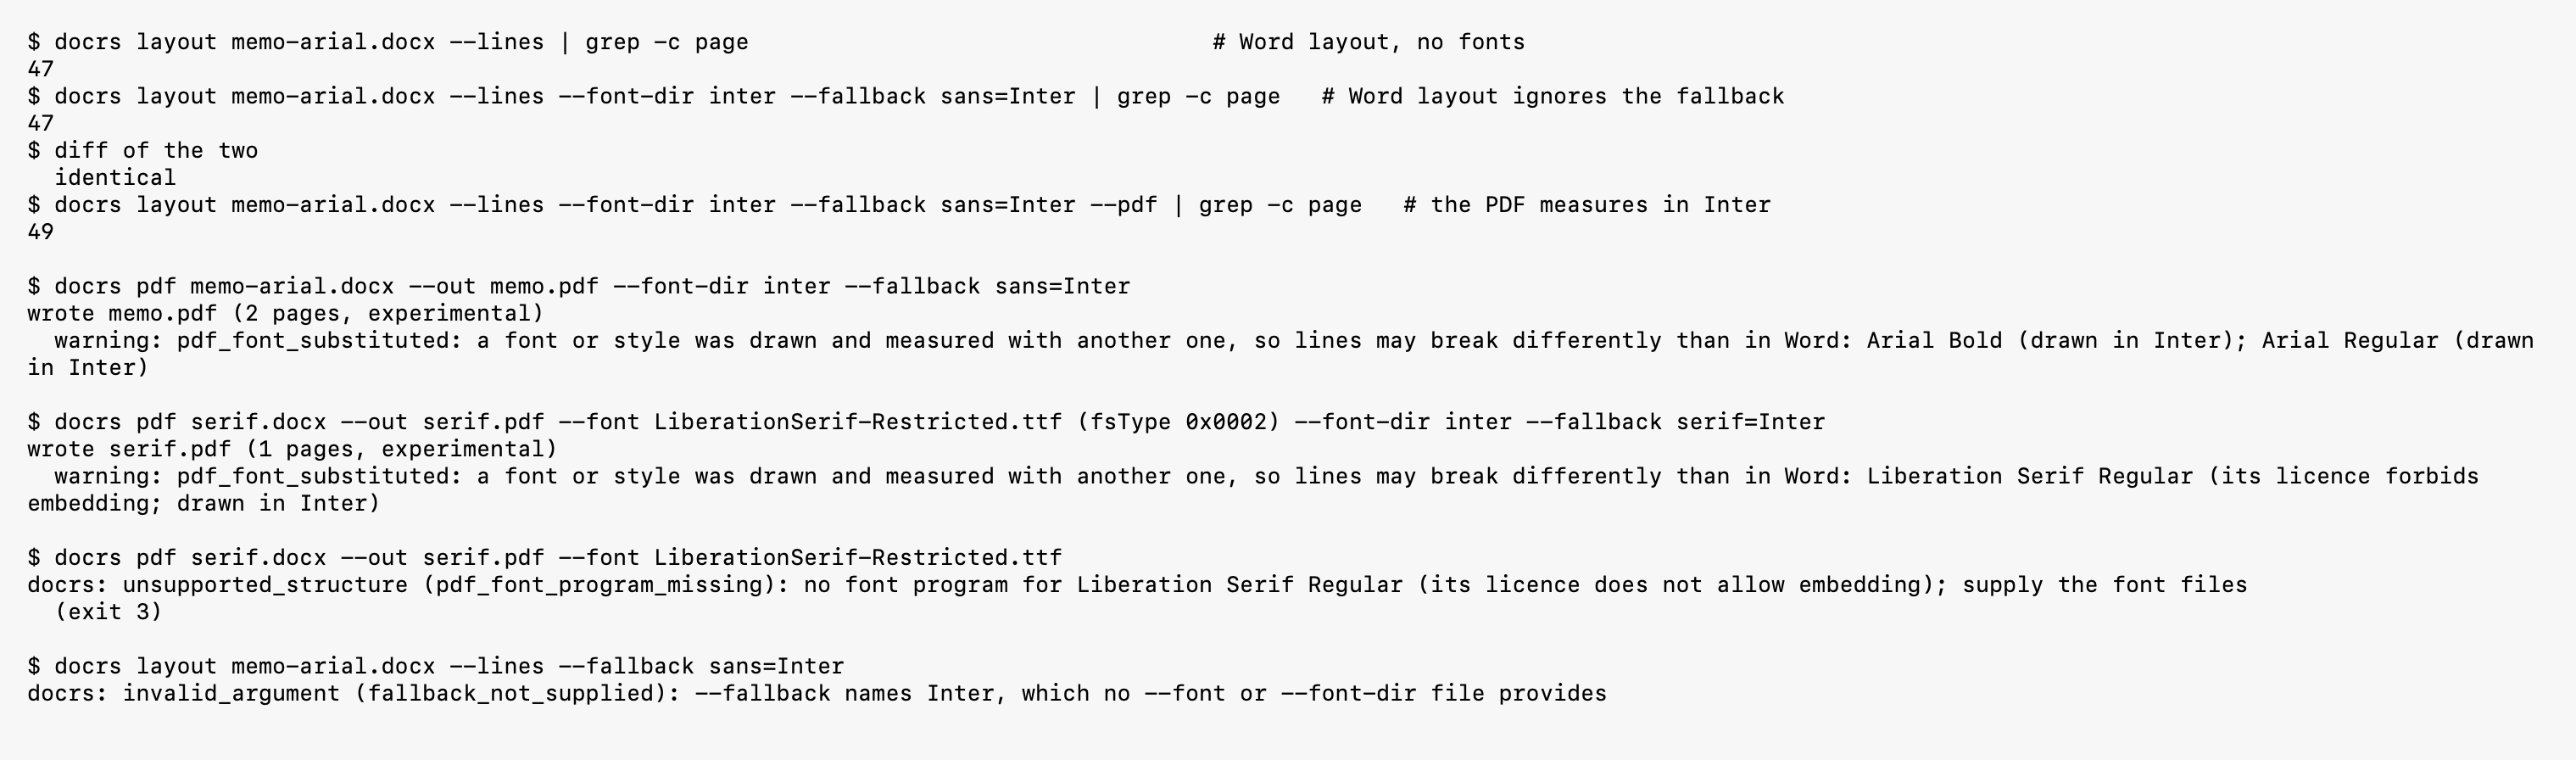 $ docrs layout memo-arial.docx --lines | grep -c page                                  # Word layout, no fonts
47
$ docrs layout memo-arial.docx --lines --font-dir inter --fallback sans=Inter | grep -c page   # Word layout ignores the fallback
47
$ diff of the two
  identical
$ docrs layout memo-arial.docx --lines --font-dir inter --fallback sans=Inter --pdf | grep -c page   # the PDF measures in Inter
49

$ docrs pdf memo-arial.docx --out memo.pdf --font-dir inter --fallback sans=Inter
wrote memo.pdf (2 pages, experimental)
  warning: pdf_font_substituted: a font or style was drawn and measured with another one, so lines may break differently than in Word: Arial Bold (drawn in Inter); Arial Regular (drawn
in Inter)

$ docrs pdf serif.docx --out serif.pdf --font LiberationSerif-Restricted.ttf (fsType 0x0002) --font-dir inter --fallback serif=Inter
wrote serif.pdf (1 pages, experimental)
  warning: pdf_font_substituted: a font or style was drawn and measured with another one, so lines may break differently than in Word: Liberation Serif Regular (its licence forbids
embedding; drawn in Inter)

$ docrs pdf serif.docx --out serif.pdf --font LiberationSerif-Restricted.ttf
docrs: unsupported_structure (pdf_font_program_missing): no font program for Liberation Serif Regular (its licence does not allow embedding); supply the font files
  (exit 3)

$ docrs layout memo-arial.docx --lines --fallback sans=Inter
docrs: invalid_argument (fallback_not_supplied): --fallback names Inter, which no --font or --font-dir file provides